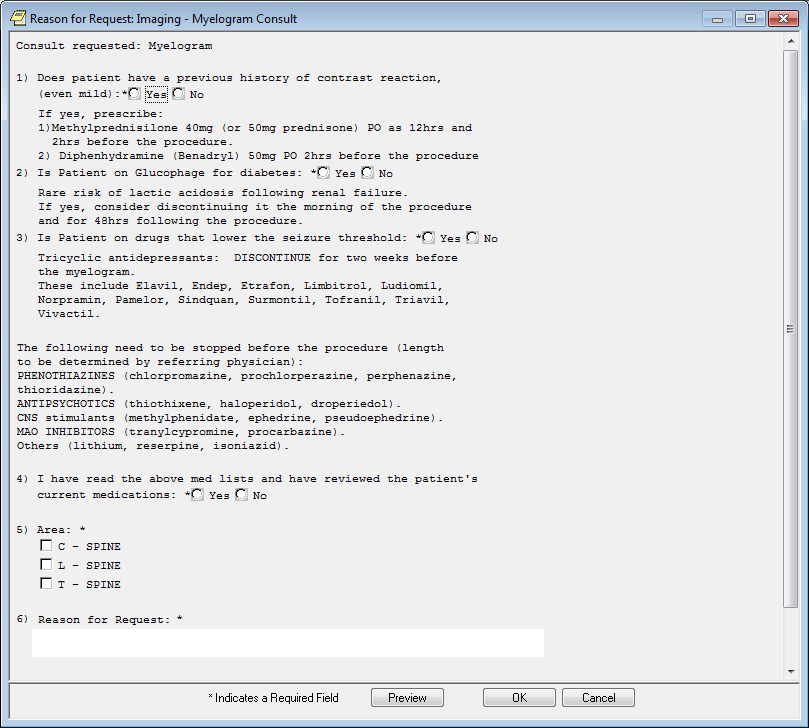 Reason for Request: Imaging - Myelogram Consult
Consult requested: Myelogram
1) Does patient have a previous history of contrast reaction,
(even mild):* Yes No
If yes, prescribe:
1)Methylprednisilone 40mg (or 50mg prednisone) PO as 12hrs and
2hrs before the procedure.
2) Diphenhydramine (Benadryl) 50mg PO 2hrs before the procedure
2) Is Patient on Glucophage for diabetes: * Yes No
Rare risk of lactic acidosis following renal failure.
If yes, consider discontinuing it the morning of the procedure
and for 48hrs following the procedure.
3) Is Patient on drugs that lower the seizure threshold: * Yes No
Tricyclic antidepressants: DISCONTINUE for two weeks before
the myelogram.
These include Elavil, Endep, Etrafon, Limbitrol, Ludiomil,
Norpramin, Pamelor, Sindquan, Surmontil, Tofranil, Triavil,
Vivactil.
The following need to be stopped before the procedure (length
to be determined by referring physician):
PHENOTHIAZINES (chlorpromazine, prochlorperazine, perphenazine,
thioridazine).
ANTIPSYCHOTICS (thiothixene, haloperidol, droperiedol).
CNS stimulants (methylphenidate, ephedrine, pseudoephedrine).
MAO INHIBITORS (tranylcypromine, procarbazine).
Others (lithium, reserpine, isoniazid).
4) I have read the above med lists and have reviewed the patient's
current medications: * Yes No
5) Area: *
C - SPINE
L - SPINE
T - SPINE
6) Reason for Request: *
* Indicates a Required Field Preview OK Cancel